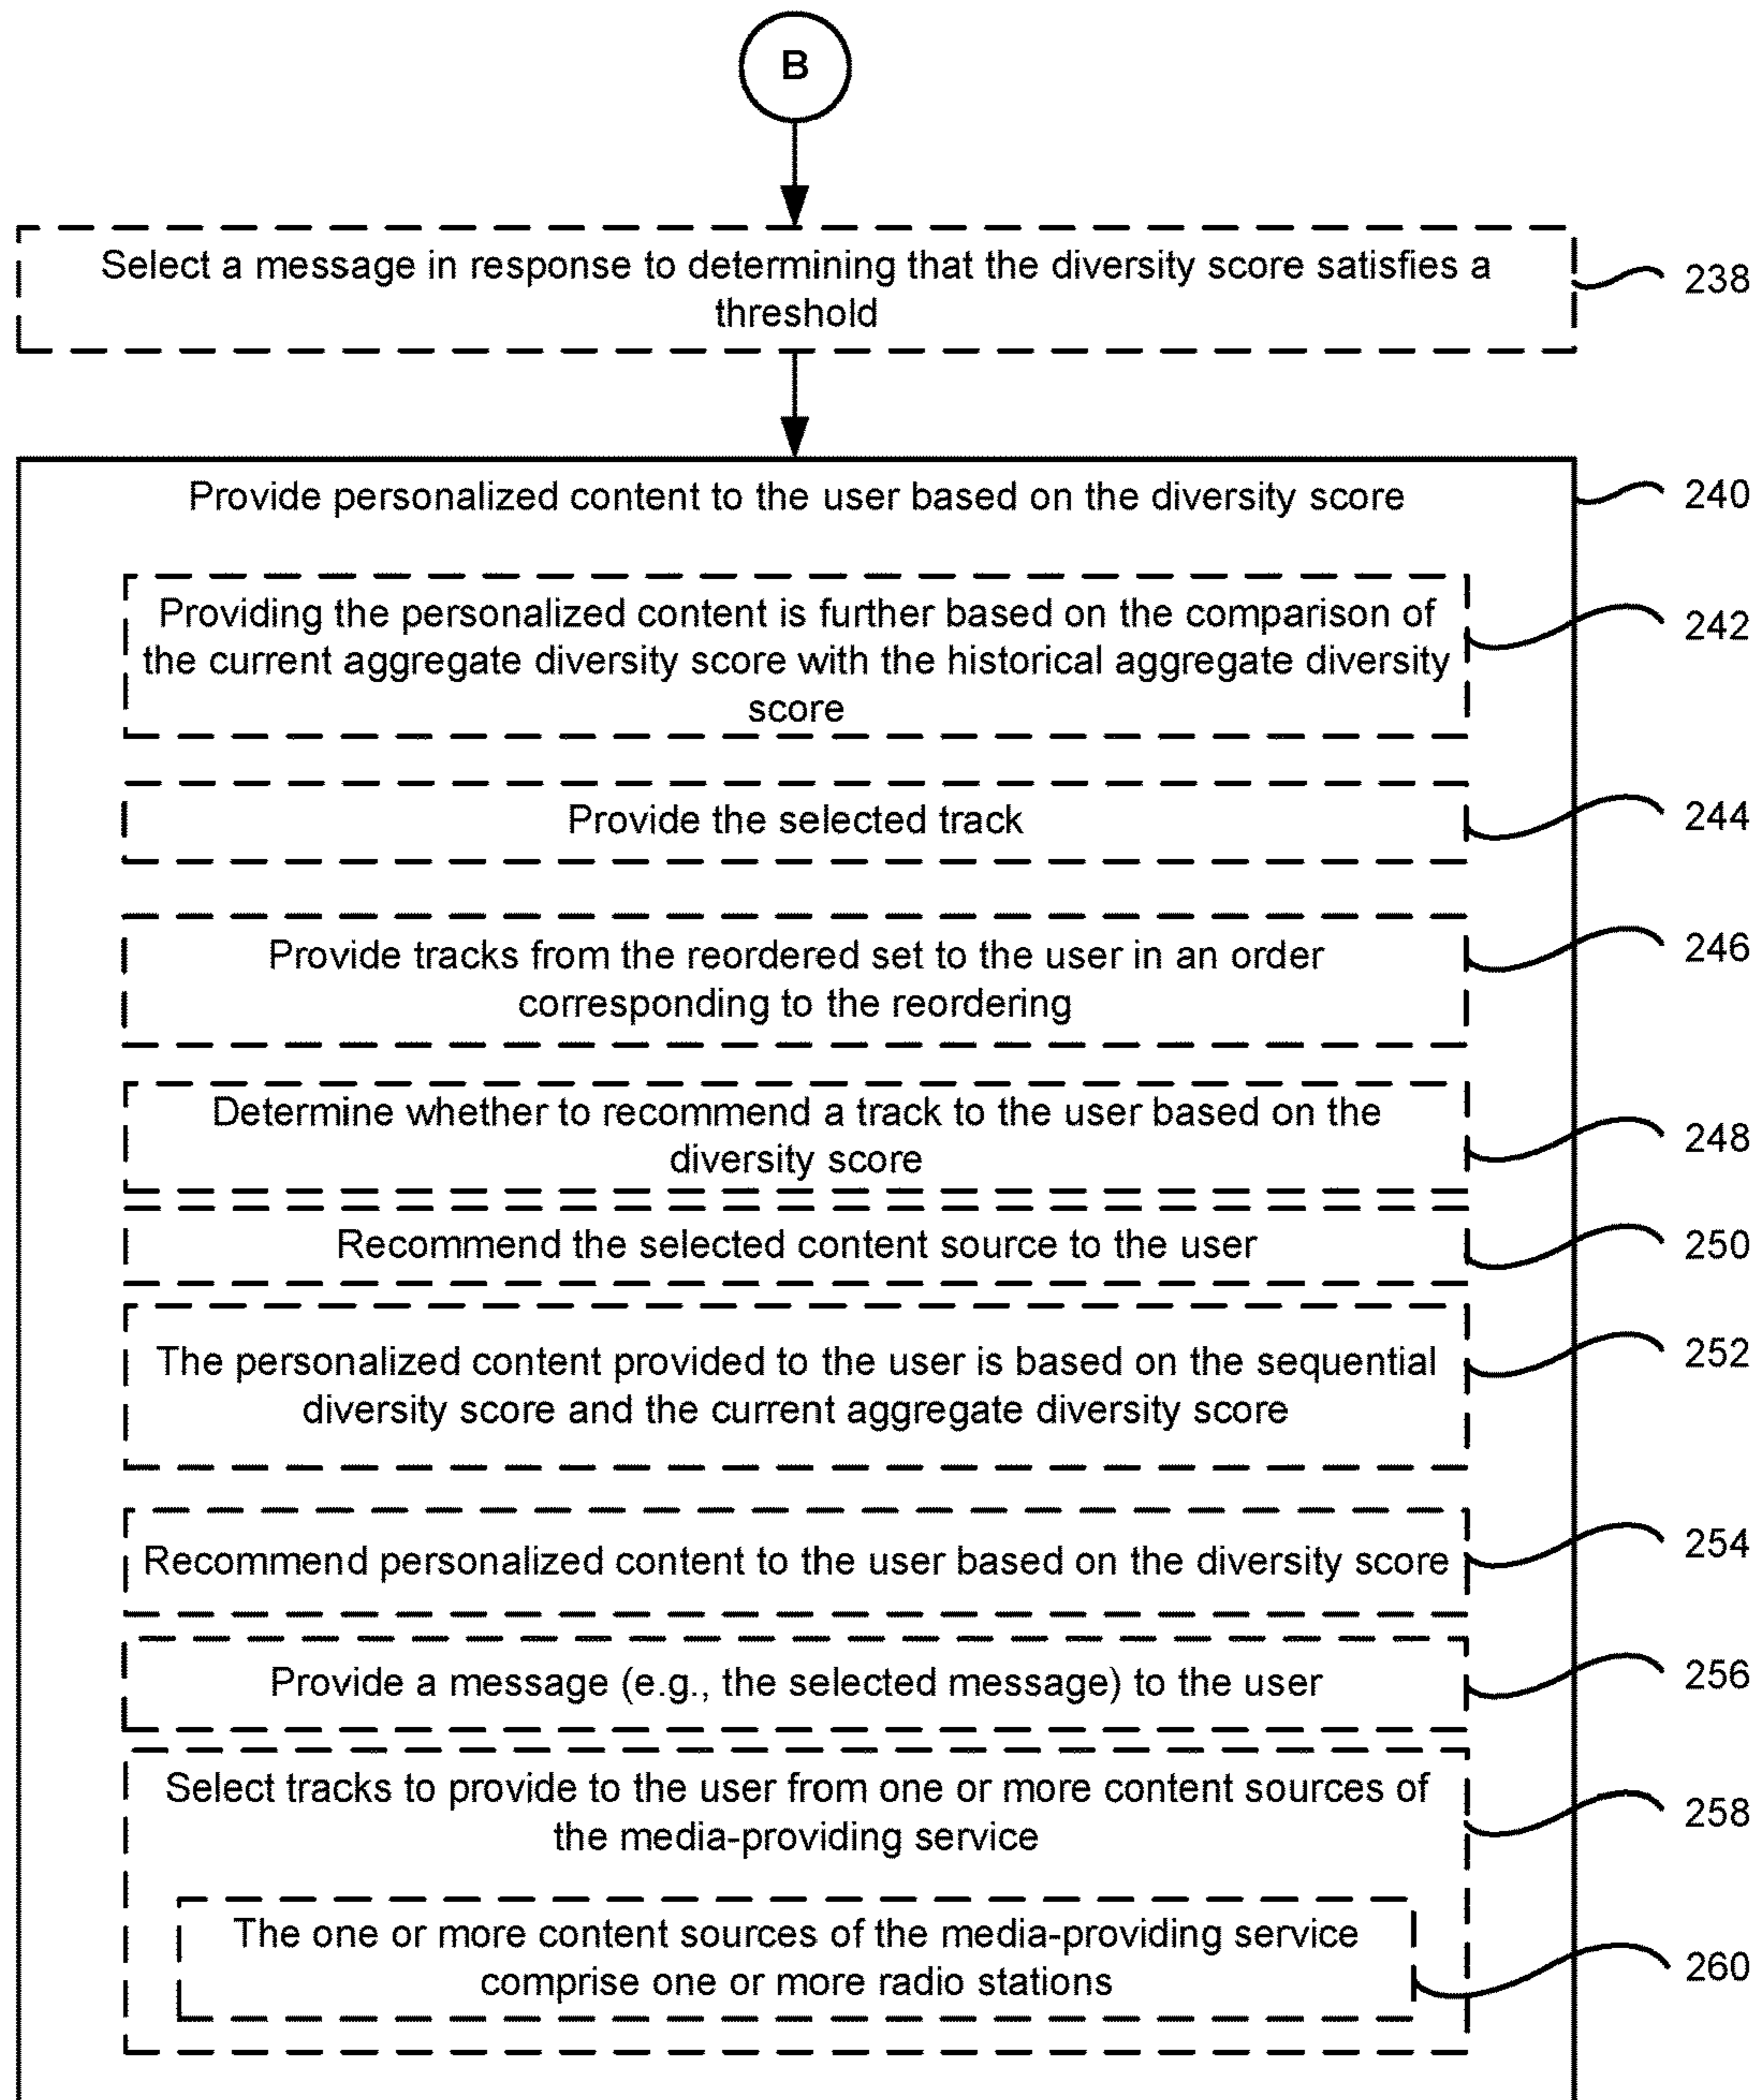 B
Select a message in response to determining that the diversity score satisfies a
threshold
238
Provide personalized content to the user based on the diversity score
240
Providing the personalized content is further based on the comparison of
the current aggregate diversity score with the historical aggregate diversity
score
242
Provide the selected track
244
Provide tracks from the reordered set to the user in an order
corresponding to the reordering
246
Determine whether to recommend a track to the user based on the
diversity score
248
Recommend the selected content source to the user
250
The personalized content provided to the user is based on the sequential
diversity score and the current aggregate diversity score
252
Recommend personalized content to the user based on the diversity score
254
Provide a message (e.g., the selected message) to the user
256
Select tracks to provide to the user from one or more content sources of
the media-providing service
258
The one or more content sources of the media-providing service
comprise one or more radio stations
260